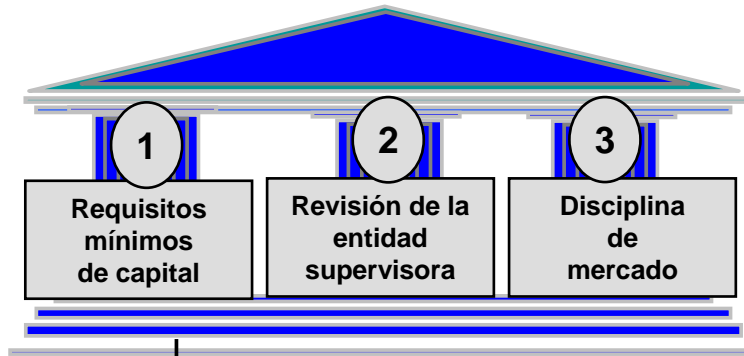 1
Requisitos
mínimos
de capital
2
Revisión de la
entidad
supervisora
3
Disciplina
de
mercado